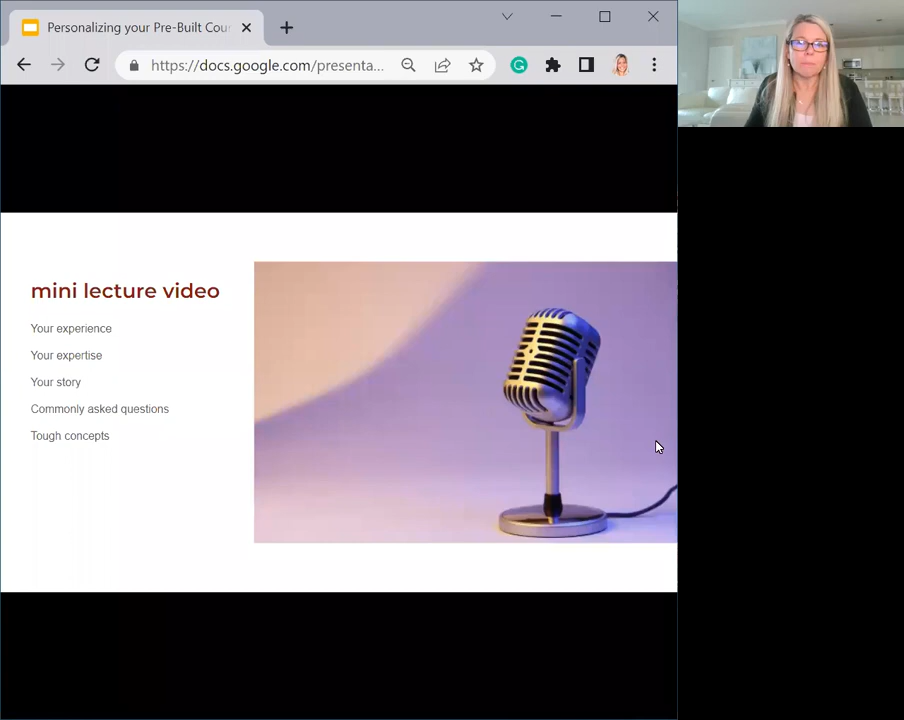 Personalizing your Pre-Built Cour
https://docs.google.com/presenta...
mini lecture video
Your experience
Your expertise
Your story
Commonly asked questions
Tough concepts